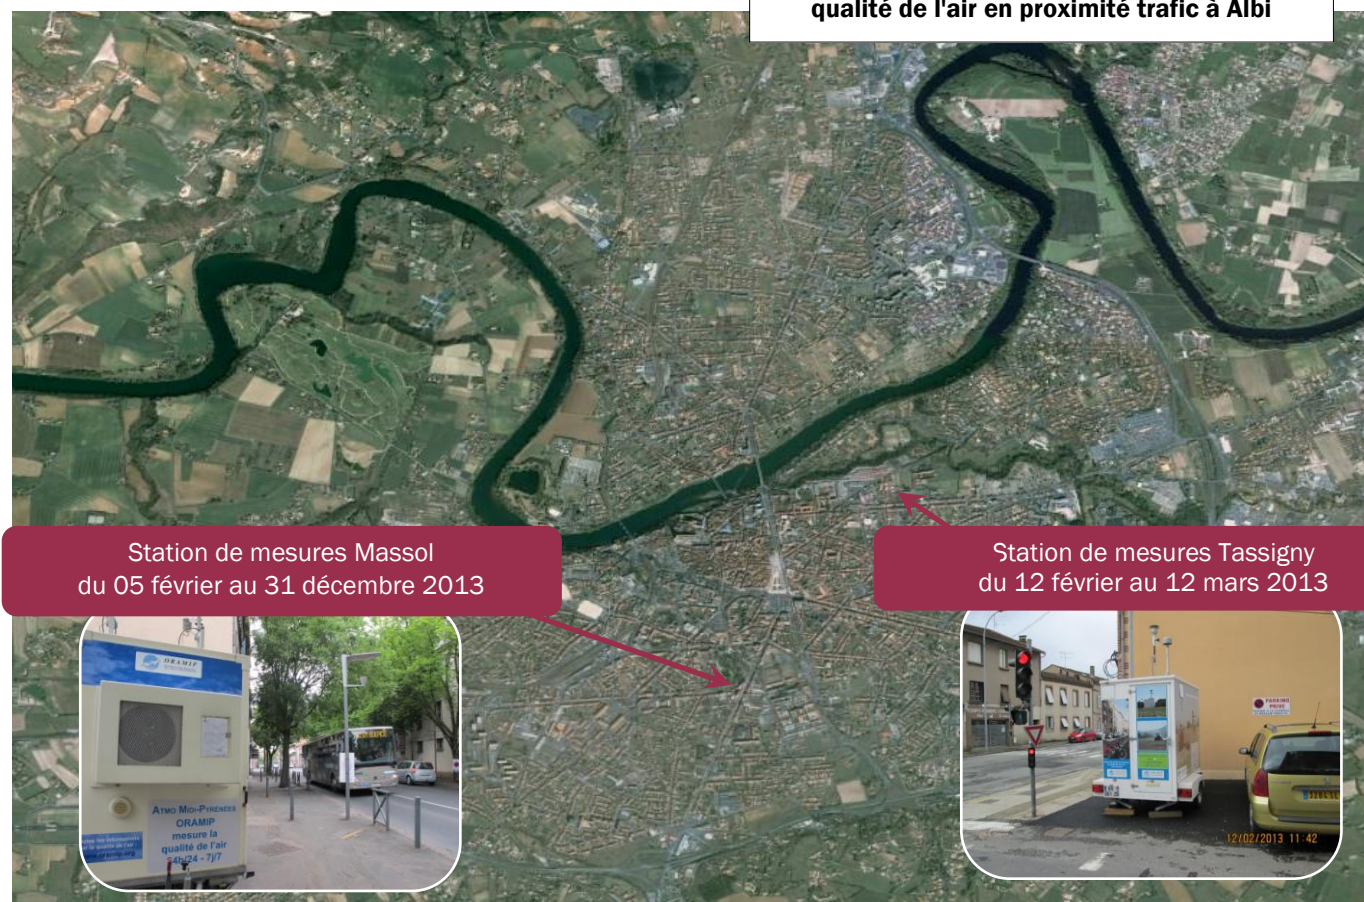 qualité de l'air en proximité trafic à Albi
Station de mesures Massol
du 05 février au 31 décembre 2013
Station de mesures Tassigny
du 12 février au 12 mars 2013
ORAMIP
ATMO MIDI-PYRÉNÉES
ORAMIP
mesure la
qualité de l'air
24h/24 - 7j/7
PARKING
PRIVÉ
12/02/2013 11:42